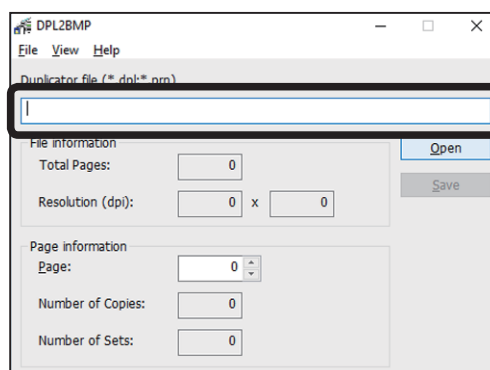 DPL2BMP
File View Help
Duplicator file (*.dpl;*.prn)
File information
Open
Total Pages: 0
Save
Resolution (dpi): 0 x 0
Page information
Page: 0
Number of Copies: 0
Number of Sets: 0